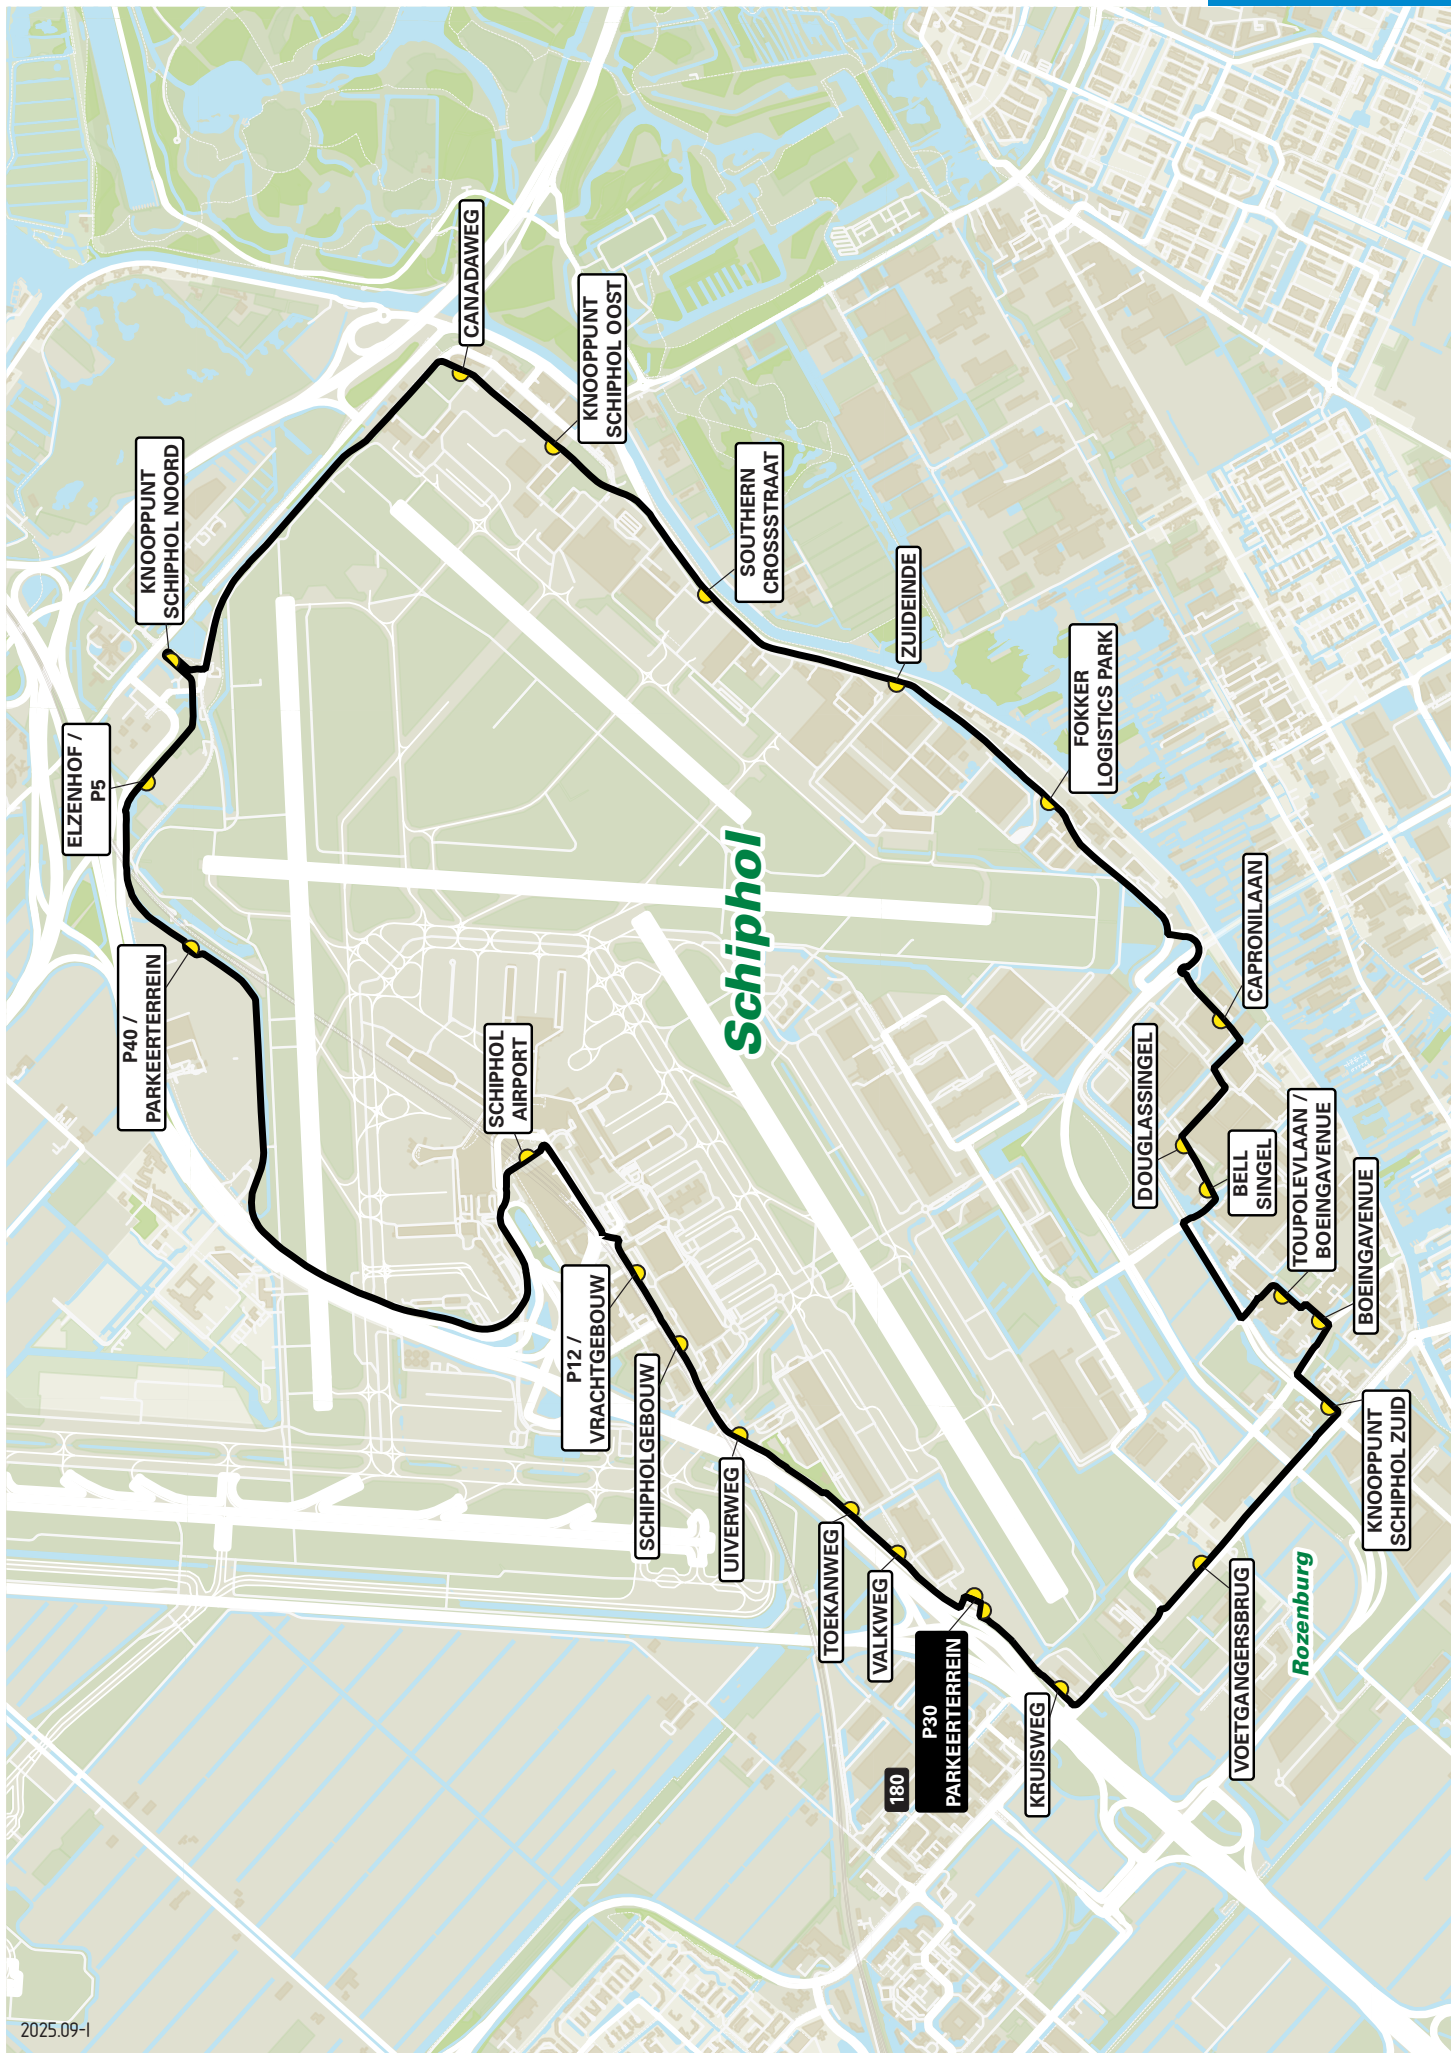 CANADAWEG
KNOOPPUNT
SCHIPHOL OOST
KNOOPPUNT
SCHIPHOL NOORD
SOUTHERN
CROSSSTRAAT
ZUIDEINDE
FOKKER
LOGISTICS PARK
ELZENHOF /
P5
Schiphol
CAPRONILAAN
P40 /
PARKEERTERREIN
SCHIPHOL
AIRPORT
DOUGLASSINGEL
BELL
SINGEL
TOUPOLEVLAAN /
BOEINGAVENUE
BOEINGAVENUE
P12 /
VRACHTGEBOUW
SCHIPHOLGEBOUW
KNOOPPUNT
SCHIPHOL ZUID
UIVERWEG
TOEKANWEG
VALKWEG
Rozenburg
VOETGANGERSBRUG
P30
PARKEERTERREIN
180
KRUISWEG
2025.09-I